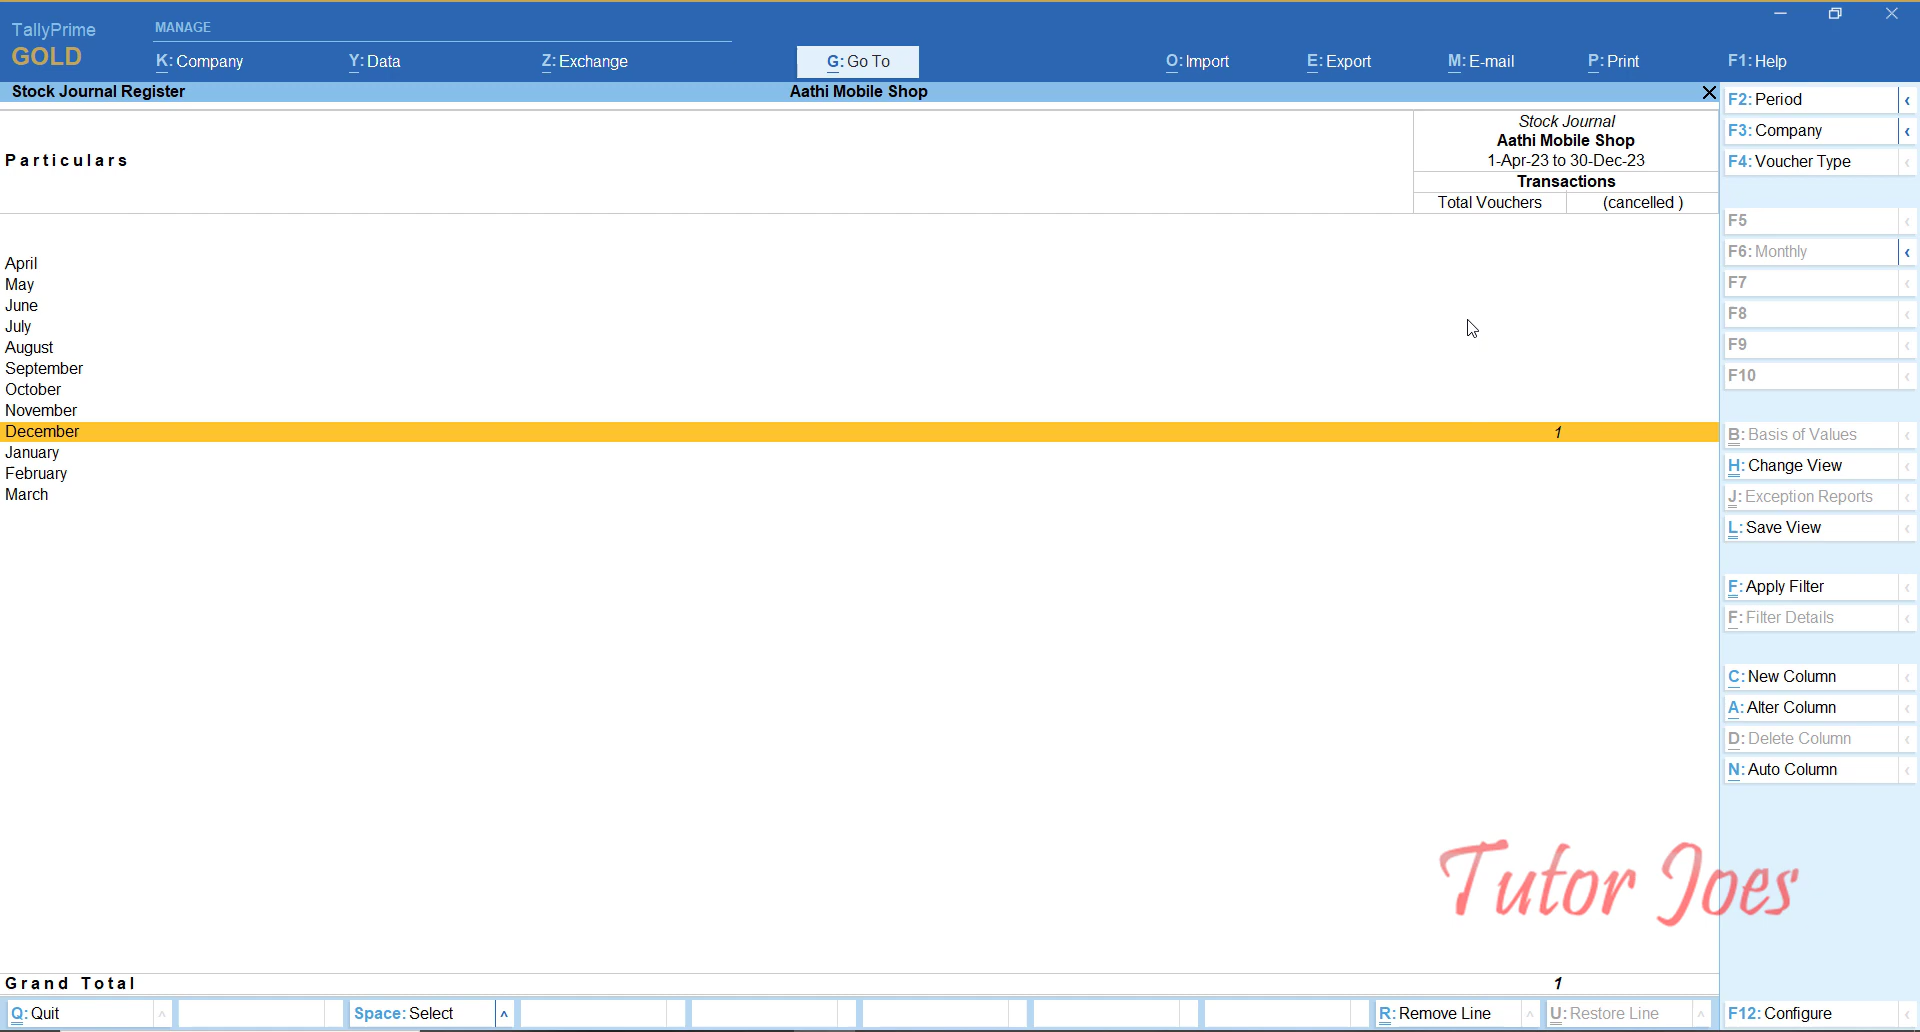 TallyPrime
GOLD
MANAGE
K: Company
Y: Data
Z: Exchange
G: Go To
O: Import
E: Export
M: E-mail
P: Print
F1: Help
Stock Journal Register
Aathi Mobile Shop
Particulars
Stock Journal
Aathi Mobile Shop
1-Apr-23 to 30-Dec-23
Transactions
Total Vouchers (cancelled )
April
May
June
July
August
September
October
November
December 1
January
February
March
Grand Total 1
F2: Period
F3: Company
F4: Voucher Type
F5
F6: Monthly
F7
F8
F9
F10
B: Basis of Values
H: Change View
J: Exception Reports
L: Save View
F: Apply Filter
F: Filter Details
C: New Column
A: Alter Column
D: Delete Column
N: Auto Column
Tutor Joes
Q: Quit
Space: Select
R: Remove Line
U: Restore Line
F12: Configure